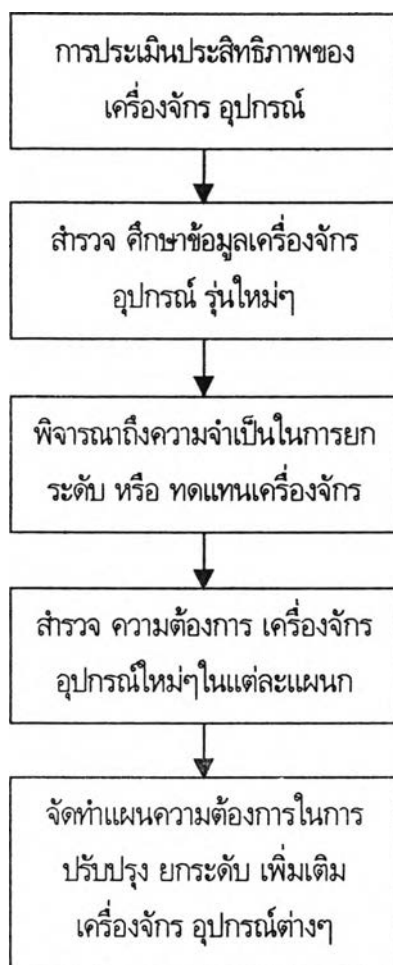 การประเมินประสิทธิภาพของ
เครื่องจักร อุปกรณ์
สำรวจ ศึกษาข้อมูลเครื่องจักร
อุปกรณ์ รุ่นใหม่ๆ
พิจารณาถึงความจำเป็นในการยก
ระดับ หรือ ทดแทนเครื่องจักร
สำรวจ ความต้องการ เครื่องจักร
อุปกรณ์ใหม่ๆในแต่ละแผนก
จัดทำแผนความต้องการในการ
ปรับปรุง ยกระดับ เพิ่มเติม
เครื่องจักร อุปกรณ์ต่างๆ